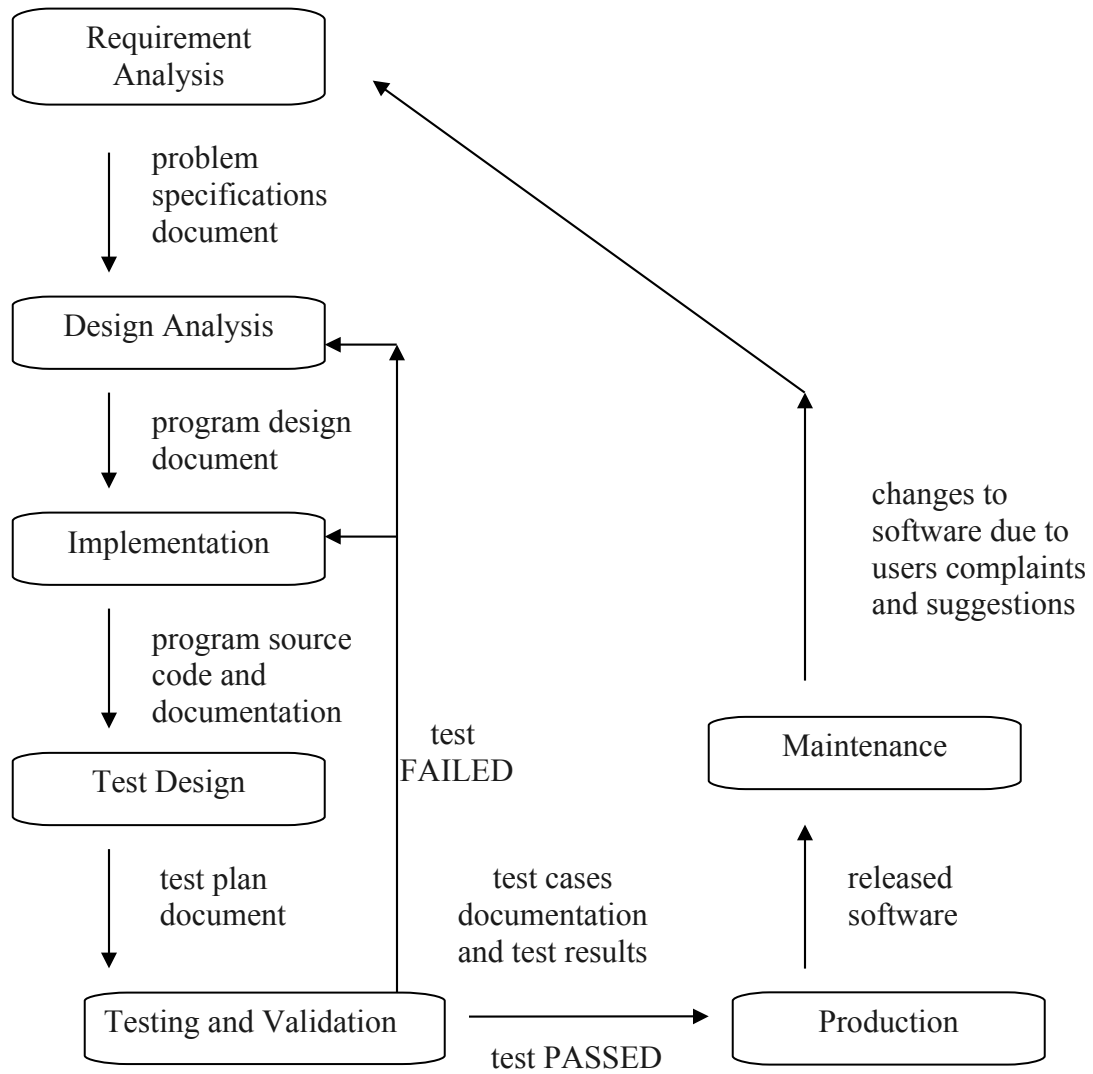 Requirement
Analysis
problem
specifications
document
Design Analysis
program design
document
Implementation
program source
code and
documentation
Test Design
test plan
document
Testing and Validation
test
FAILED
test cases
documentation
and test results
test PASSED
Production
released
software
Maintenance
changes to
software due to
users complaints
and suggestions